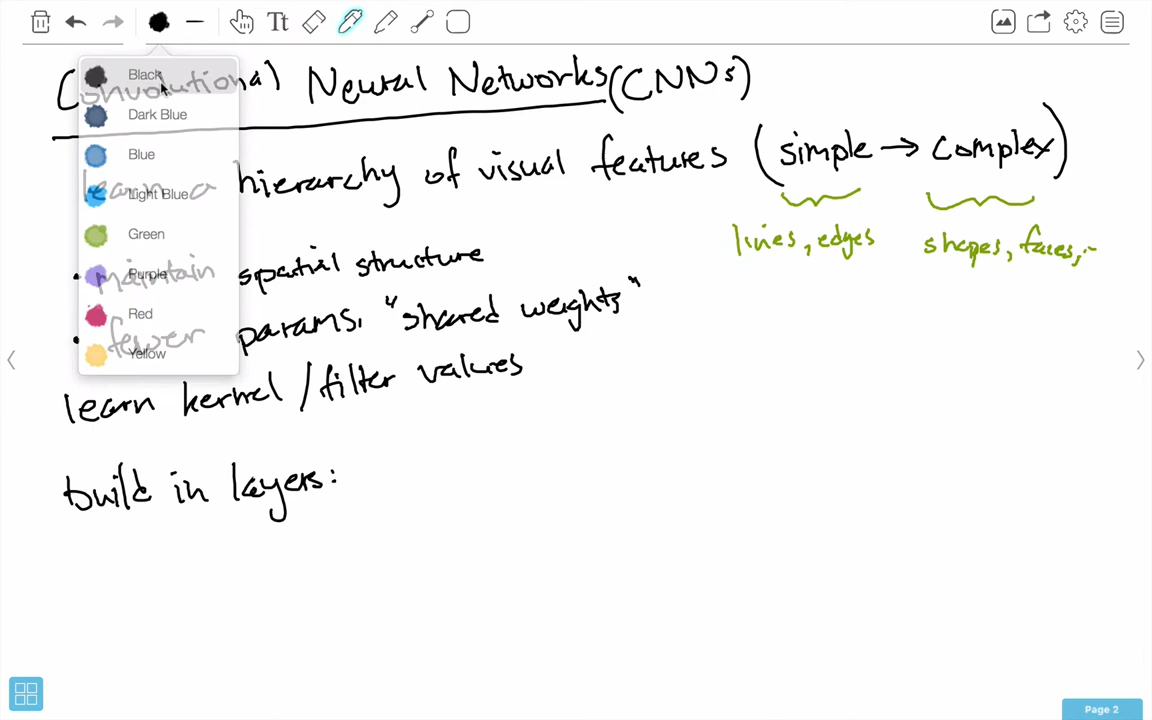 Tt
Convolutional Neural Networks (CNNs)
learn a hierarchy of visual features (simple → complex)
lines, edges
shapes, faces,..
• maintain spatial structure
• fewer params. "shared weights"
learn kernel / filter values
build in layers:
Black
Dark Blue
Blue
Light Blue
Green
Purple
Red
Yellow
Page 2